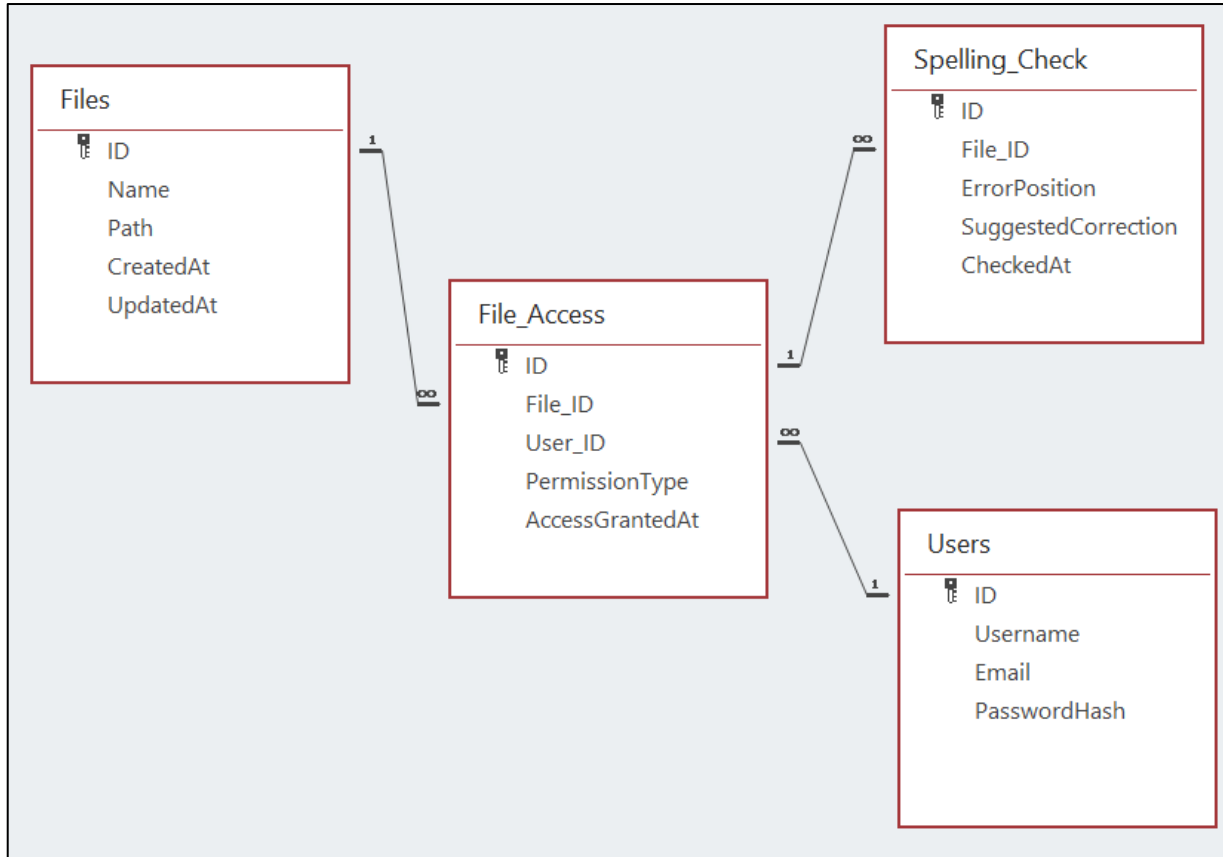 Files
ID
Name
Path
CreatedAt
UpdatedAt
1
∞
File_Access
ID
File_ID
User_ID
PermissionType
AccessGrantedAt
1
∞
∞
1
Spelling_Check
ID
File_ID
ErrorPosition
SuggestedCorrection
CheckedAt
Users
ID
Username
Email
PasswordHash